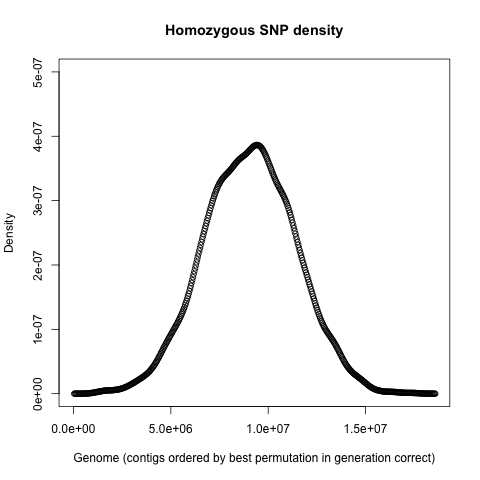 Homozygous SNP density
Density
5e-07
4e-07
3e-07
2e-07
1e-07
0e+00
0.0e+00 5.0e+06 1.0e+07 1.5e+07
Genome (contigs ordered by best permutation in generation correct)